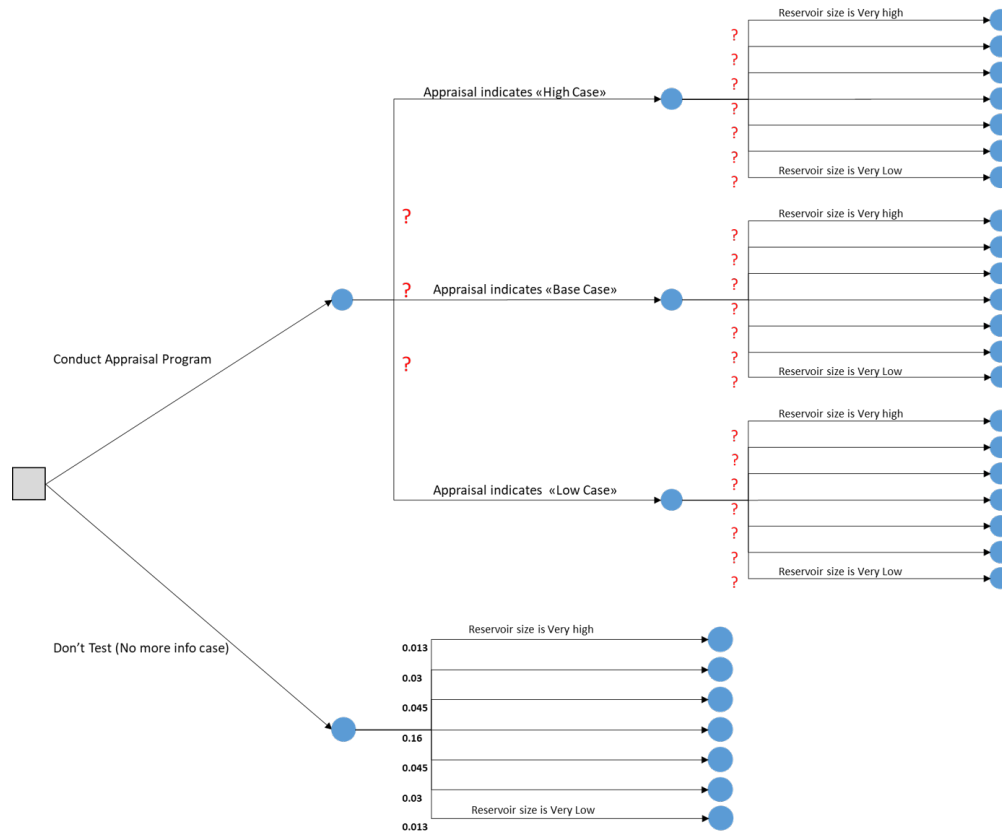 Reservoir size is Very high
?
?
?
Appraisal indicates «High Case»
?
?
?
Reservoir size is Very Low
?
?
Reservoir size is Very high
?
?
?
Appraisal indicates «Base Case»
?
?
?
?
Conduct Appraisal Program
?
?
Reservoir size is Very Low
?
Reservoir size is Very high
?
?
?
Appraisal indicates «Low Case»
?
?
?
Reservoir size is Very Low
?
Reservoir size is Very high
Don't Test (No more info case)
0.013
0.03
0.045
0.16
0.045
0.03
Reservoir size is Very Low
0.013